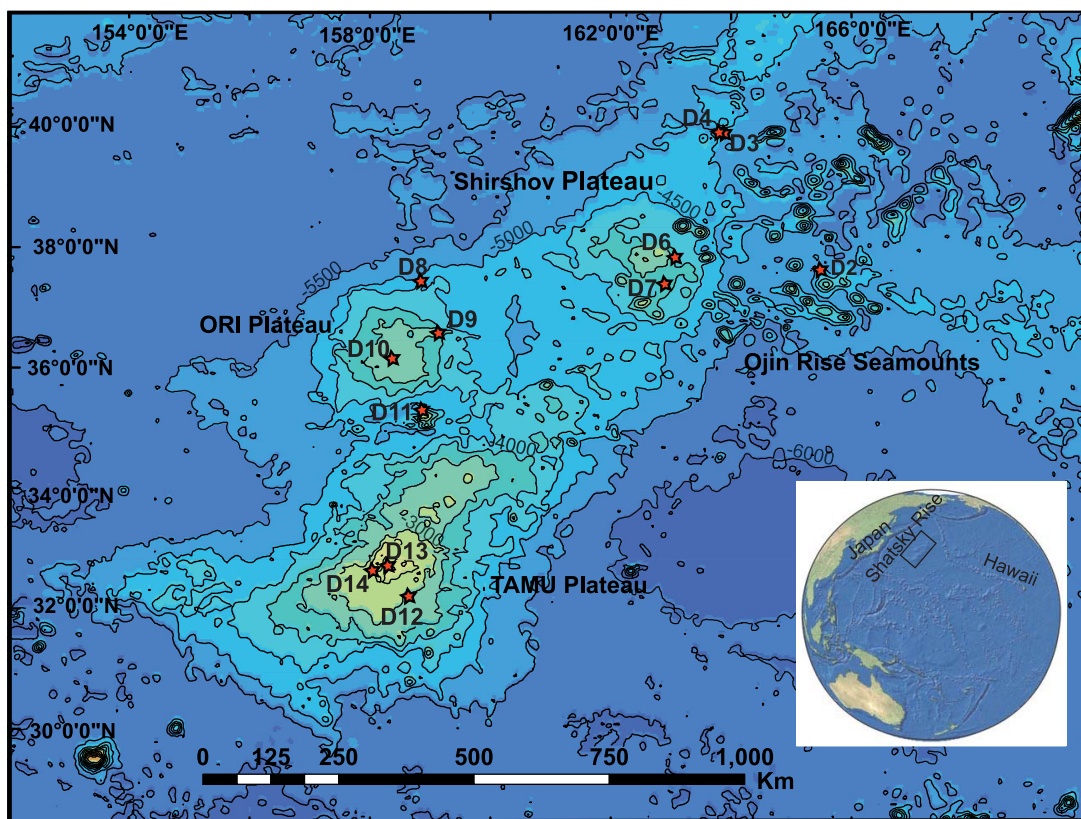 154°0'0"E
158°0'0"E
162°0'0"E
166°0'0"E
40°0'0"N
D4
D3
Shirshov Plateau
-4500
-5000
38°0'0"N
D6
D2
D8
D7
-5500
ORI Plateau
D9
D10
36°0'0"N
Ojin Rise Seamounts
D11
-4000
-6000
34°0'0"N
-3000
D13
D14
TAMU Plateau
D12
32°0'0"N
30°0'0"N
Japan
Shatsky Rise
Hawaii
0 125 250 500 750 1,000
Km